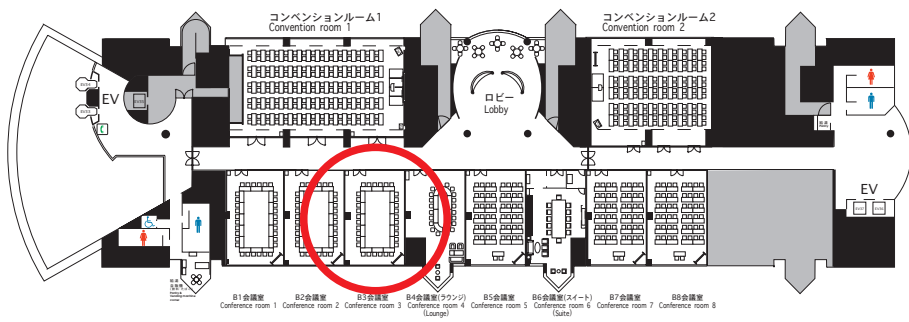 コンベンションルーム1
Convention room 1
コンベンションルーム2
Convention room 2
ロビー
Lobby
EV
EV
B1会議室
Conference room 1
B2会議室
Conference room 2
B3会議室
Conference room 3
B4会議室(ラウンジ)
Conference room 4
(Lounge)
B5会議室
Conference room 5
B6会議室(スイート)
Conference room 6
(Suite)
B7会議室
Conference room 7
B8会議室
Conference room 8